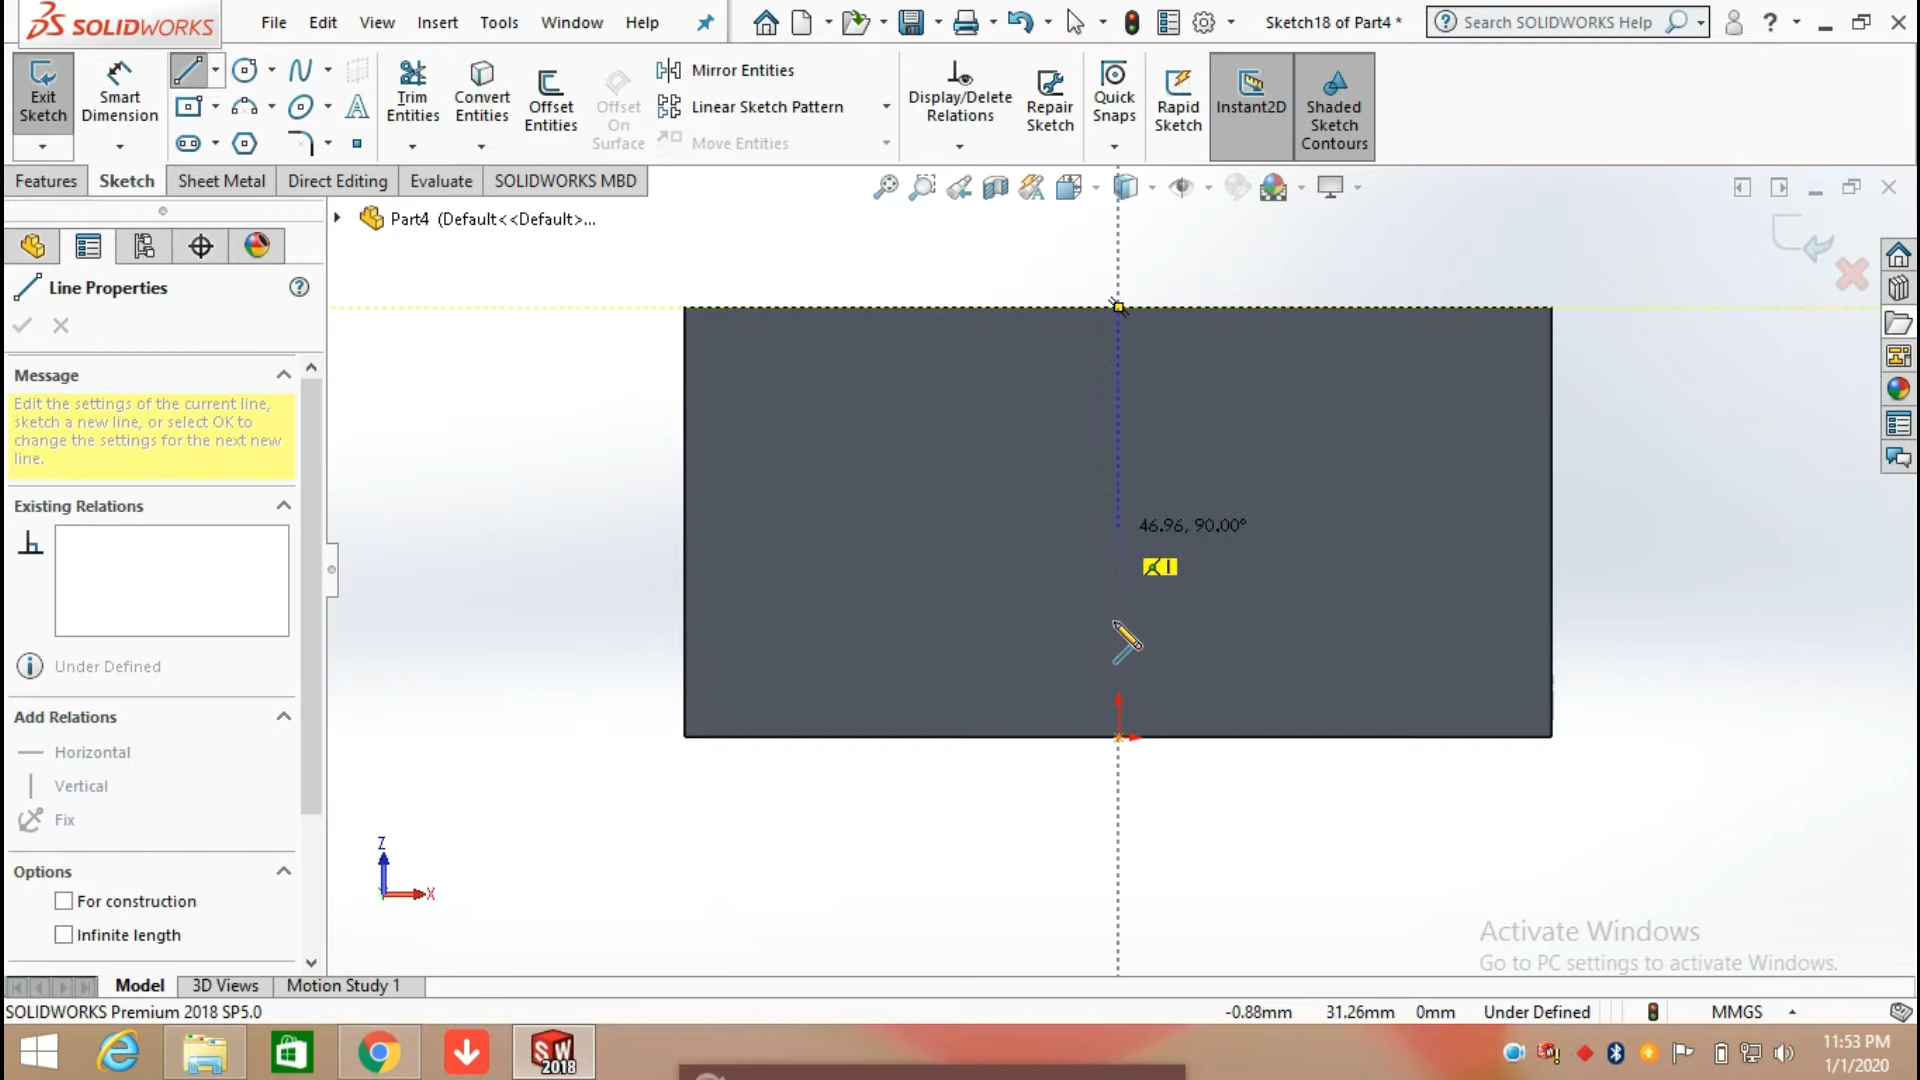 SOLIDWORKS
File Edit View Insert Tools Window Help
Sketch18 of Part4 *
Search SOLIDWORKS Help
Exit Sketch
Smart Dimension
Trim Entities
Convert Entities
Offset Entities
Offset On Surface
Mirror Entities
Linear Sketch Pattern
Move Entities
Display/Delete Relations
Repair Sketch
Quick Snaps
Rapid Sketch
Instant2D
Shaded Sketch Contours
Features Sketch Sheet Metal Direct Editing Evaluate SOLIDWORKS MBD
Part4 (Default<<Default>...
Line Properties
Message
Edit the settings of the current line,
sketch a new line, or select OK to
change the settings for the next new
line.
Existing Relations
Under Defined
Add Relations
Horizontal
Vertical
Fix
Options
For construction
Infinite length
46.96, 90.00°
Z
X
Activate Windows
Go to PC settings to activate Windows.
Model 3D Views Motion Study 1
SOLIDWORKS Premium 2018 SP5.0
-0.88mm 31.26mm 0mm Under Defined MMGS
SW 2018
11:53 PM
1/1/2020